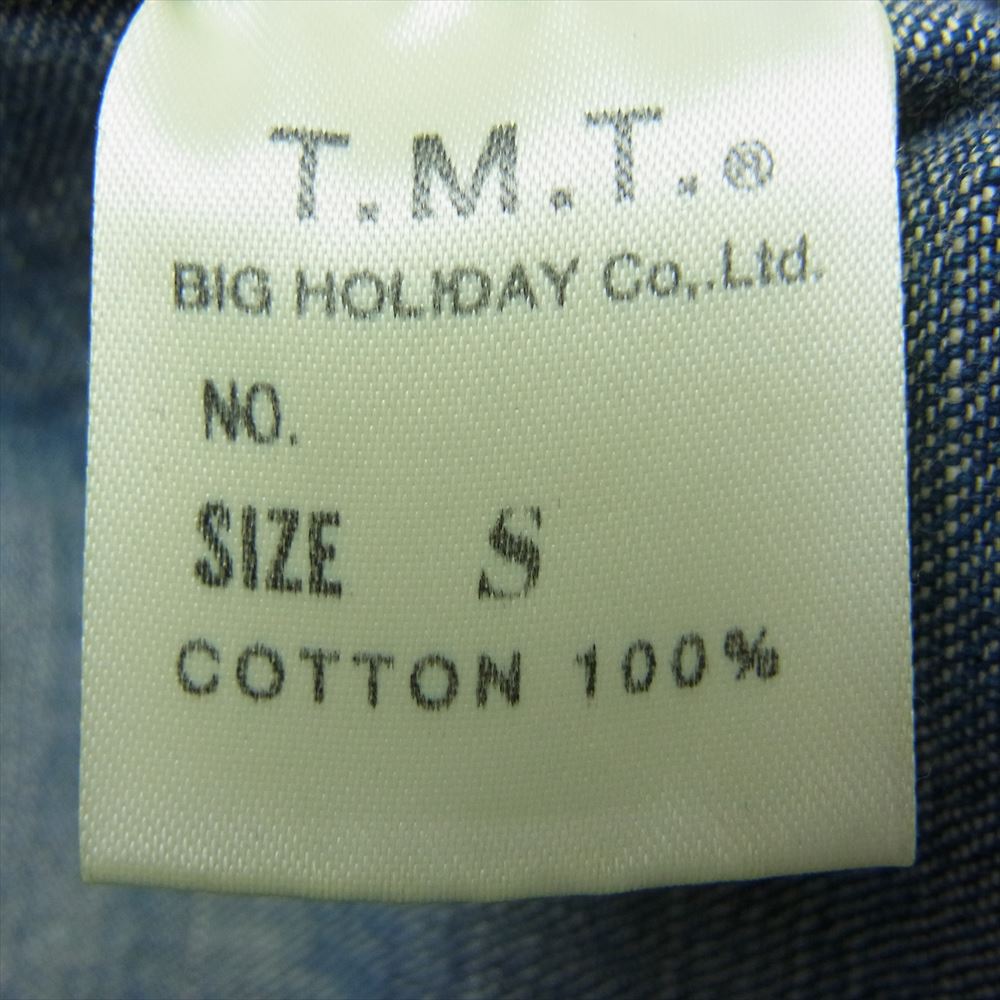 T.M.T.®
BIG HOLIDAY Co,.Ltd.
NO.
SIZE S
COTTON 100%